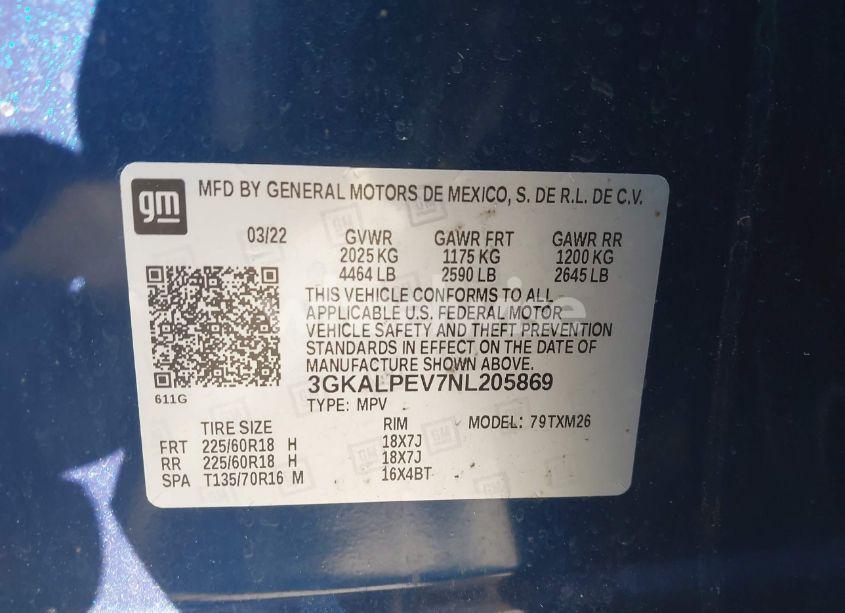 gm
MFD BY GENERAL MOTORS DE MEXICO, S. DE R.L. DE C.V.
03/22 GVWR GAWR FRT GAWR RR
2025 KG 1175 KG 1200 KG
4464 LB 2590 LB 2645 LB
THIS VEHICLE CONFORMS TO ALL
APPLICABLE U.S. FEDERAL MOTOR
VEHICLE SAFETY AND THEFT PREVENTION
STANDARDS IN EFFECT ON THE DATE OF
MANUFACTURE SHOWN ABOVE.
611G
3GKALPEV7NL205869
TYPE: MPV
TIRE SIZE RIM MODEL: 79TXM26
FRT 225/60R18 H 18X7J
RR 225/60R18 H 18X7J
SPA T135/70R16 M 16X4BT